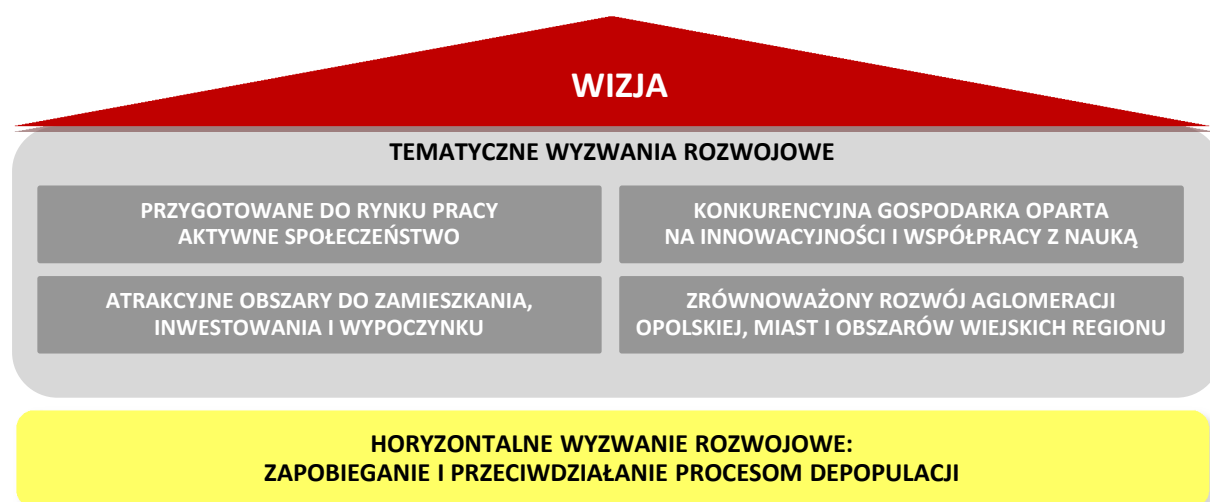 WIZJA
TEMATYCZNE WYZWANIA ROZWOJOWE
PRZYGOTOWANE DO RYNKU PRACY
AKTYWNE SPOŁECZEŃSTWO
KONKURENCYJNA GOSPODARKA OPARTA
NA INNOWACYJNOŚCI I WSPÓŁPRACY Z NAUKĄ
ATRAKCYJNE OBSZARY DO ZAMIESZKANIA,
INWESTOWANIA I WYPOCZYNKU
ZRÓWNOWAŻONY ROZWÓJ AGLOMERACJI
OPOLSKIEJ, MIAST I OBSZARÓW WIEJSKICH REGIONU
HORYZONTALNE WYZWANIE ROZWOJOWE:
ZAPOBIEGANIE I PRZECIWDZIAŁANIE PROCESOM DEPOPULACJI